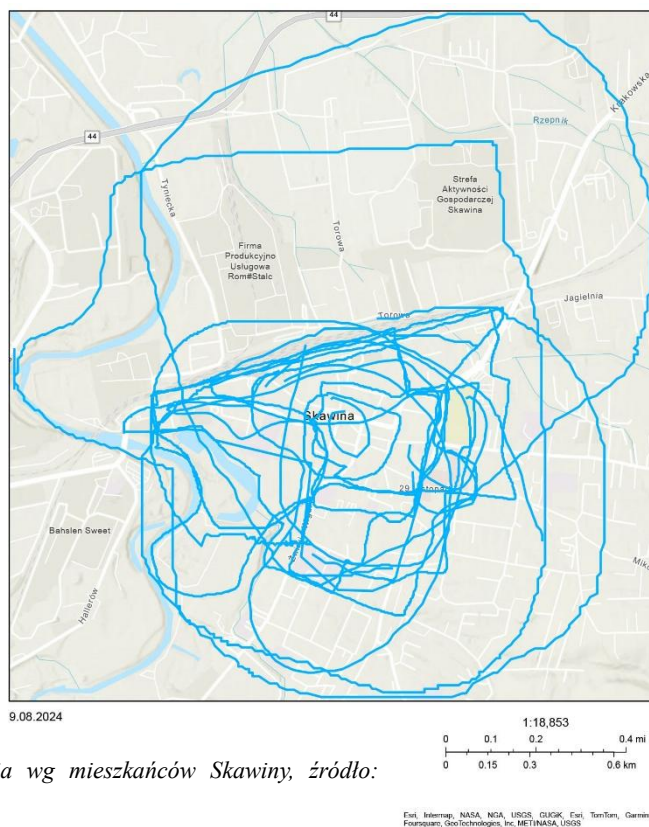 44
44
Krakowska
Rzepnik
Tyniecka
Strefa
Aktywności
Gospodarczej
Skawina
Torowa
Firma
Produkcyjno
Usługowa
Rom#Stalc
Jagielnia
Torowa
Skawina
29 Listopada
Bahslen Sweet
Hallerów
Miko
9.08.2024
1:18,853
0 0.1 0.2 0.4 mi
0 0.15 0.3 0.6 km
a wg mieszkańców Skawiny, źródło:
Esri, Intermap, NASA, NGA, USGS, GUGiK, Esri, TomTom, Garmin
Foursquare, GeoTechnologies, Inc, METI/NASA, USGS